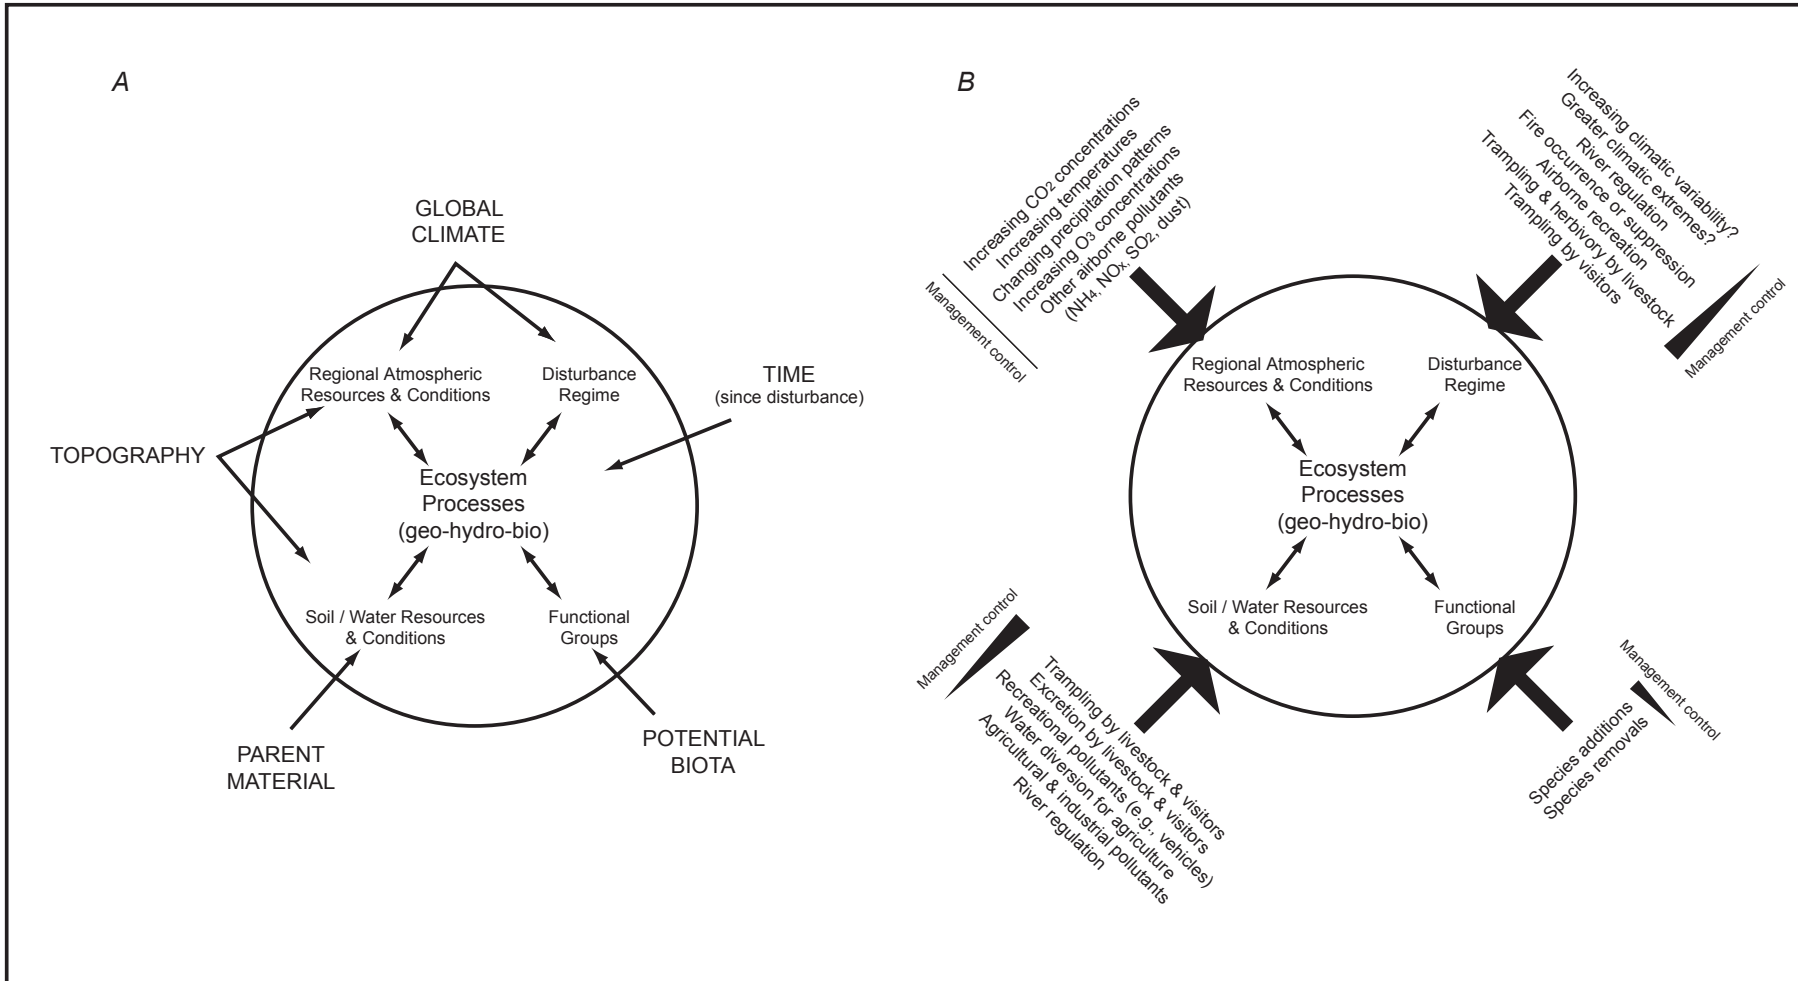 A
GLOBAL
CLIMATE
Regional Atmospheric
Resources & Conditions
Disturbance
Regime
TIME
(since disturbance)
TOPOGRAPHY
Ecosystem
Processes
(geo-hydro-bio)
Soil / Water Resources
& Conditions
Functional
Groups
PARENT
MATERIAL
POTENTIAL
BIOTA
B
Increasing CO2 concentrations
Increasing temperatures
Changing precipitation patterns
Increasing O3 concentrations
Other airborne pollutants
(NH4, NOx, SO2, dust)
Management control
Increasing climatic variability?
Greater climatic extremes?
River regulation
Fire occurrence or suppression
Airborne recreation
Trampling & herbivory by livestock
Trampling by visitors
Management control
Regional Atmospheric
Resources & Conditions
Disturbance
Regime
Ecosystem
Processes
(geo-hydro-bio)
Soil / Water Resources
& Conditions
Functional
Groups
Management control
Trampling by livestock & visitors
Excretion by livestock & visitors
Recreational pollutants (e.g., vehicles)
Water diversion for agriculture
Agricultural & industrial pollutants
River regulation
Management control
Species additions
Species removals